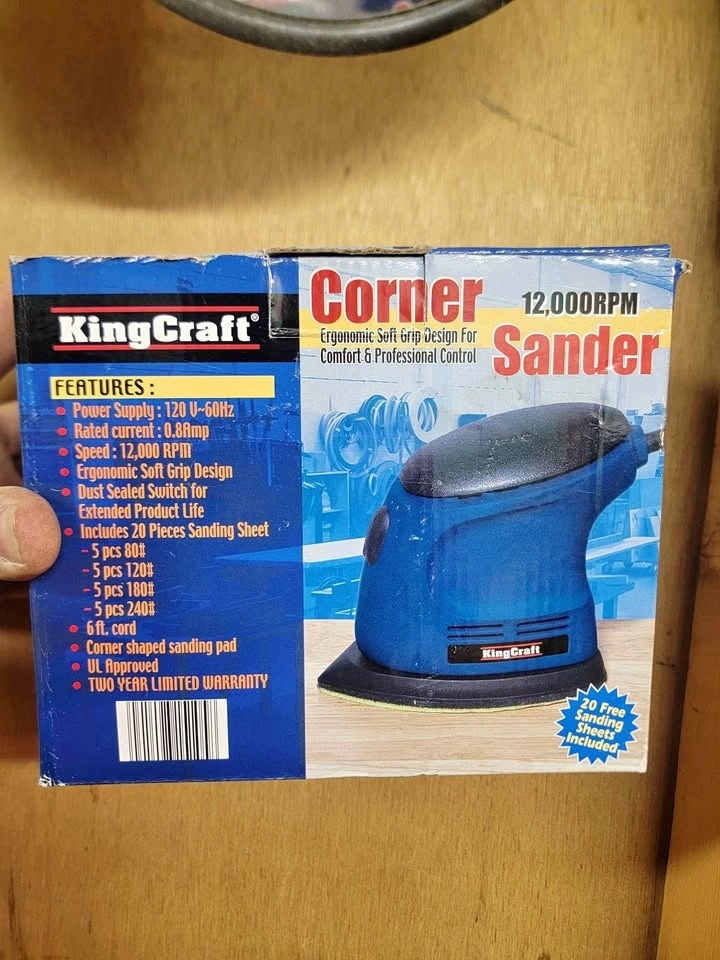 KingCraft®
FEATURES :
• Power Supply : 120 V~60Hz
• Rated current : 0.8Amp
• Speed : 12,000 RPM
• Ergonomic Soft Grip Design
• Dust Sealed Switch for
Extended Product Life
• Includes 20 Pieces Sanding Sheet
- 5 pcs 80#
- 5 pcs 120#
- 5 pcs 180#
- 5 pcs 240#
• 6 ft. cord
• Corner shaped sanding pad
• UL Approved
• TWO YEAR LIMITED WARRANTY
Corner
12,000RPM
Ergonomic Soft Grip Design For
Comfort & Professional Control
Sander
KingCraft
20 Free
Sanding
Sheets
Included